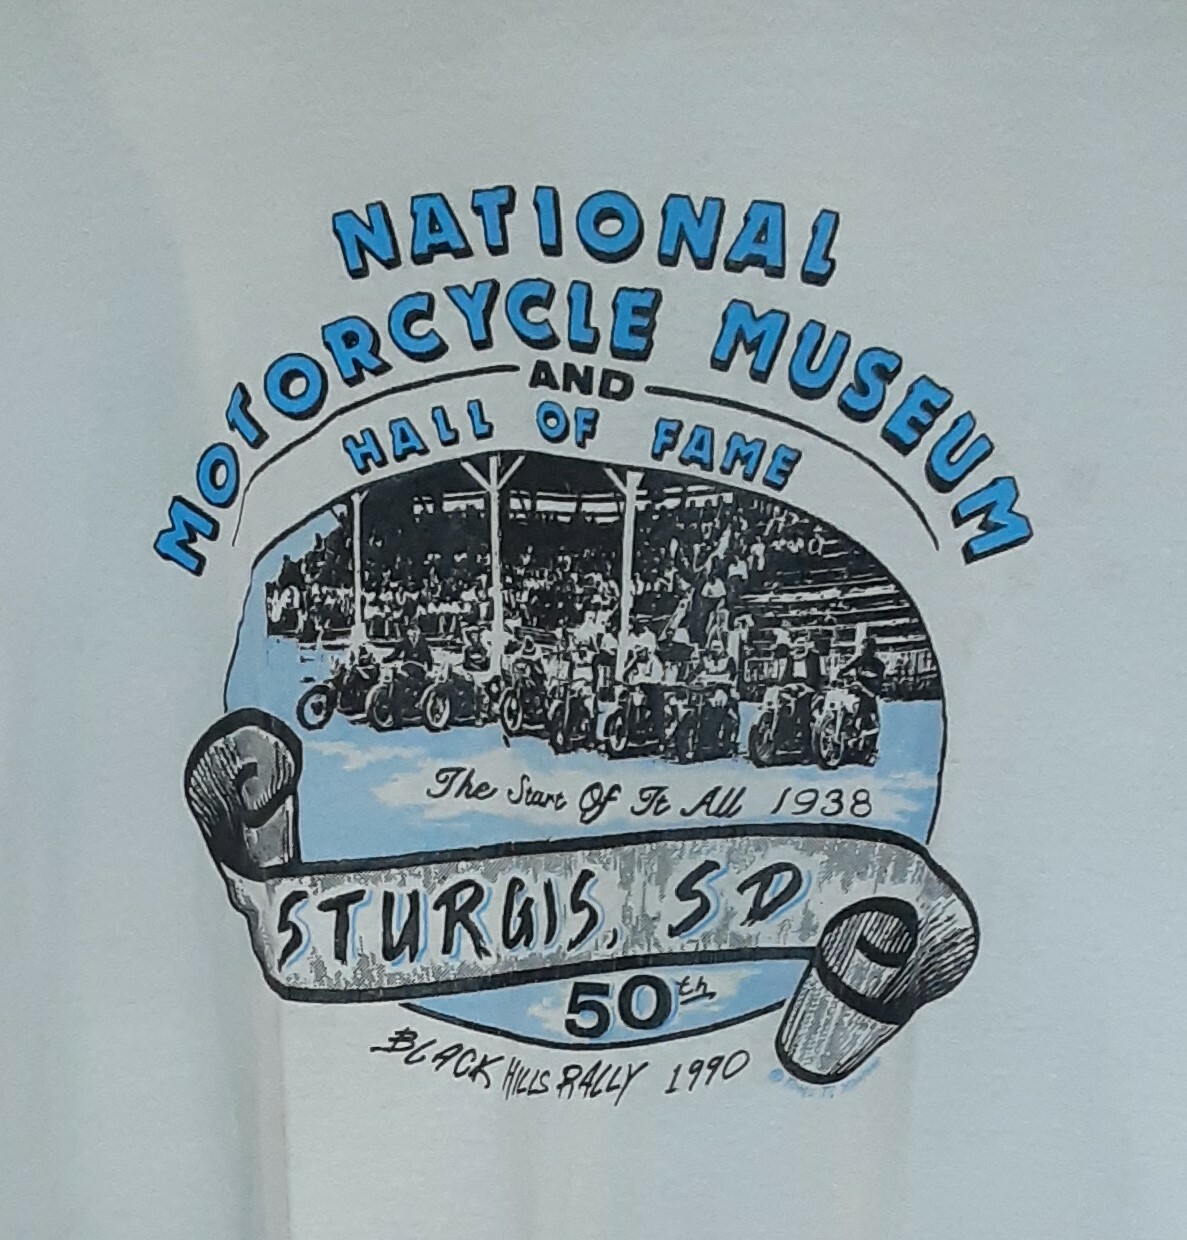 NATIONAL
MOTORCYCLE MUSEUM
AND
HALL OF FAME
The Start Of It All 1938
STURGIS, SD
50th
BLACK HILLS RALLY 1990